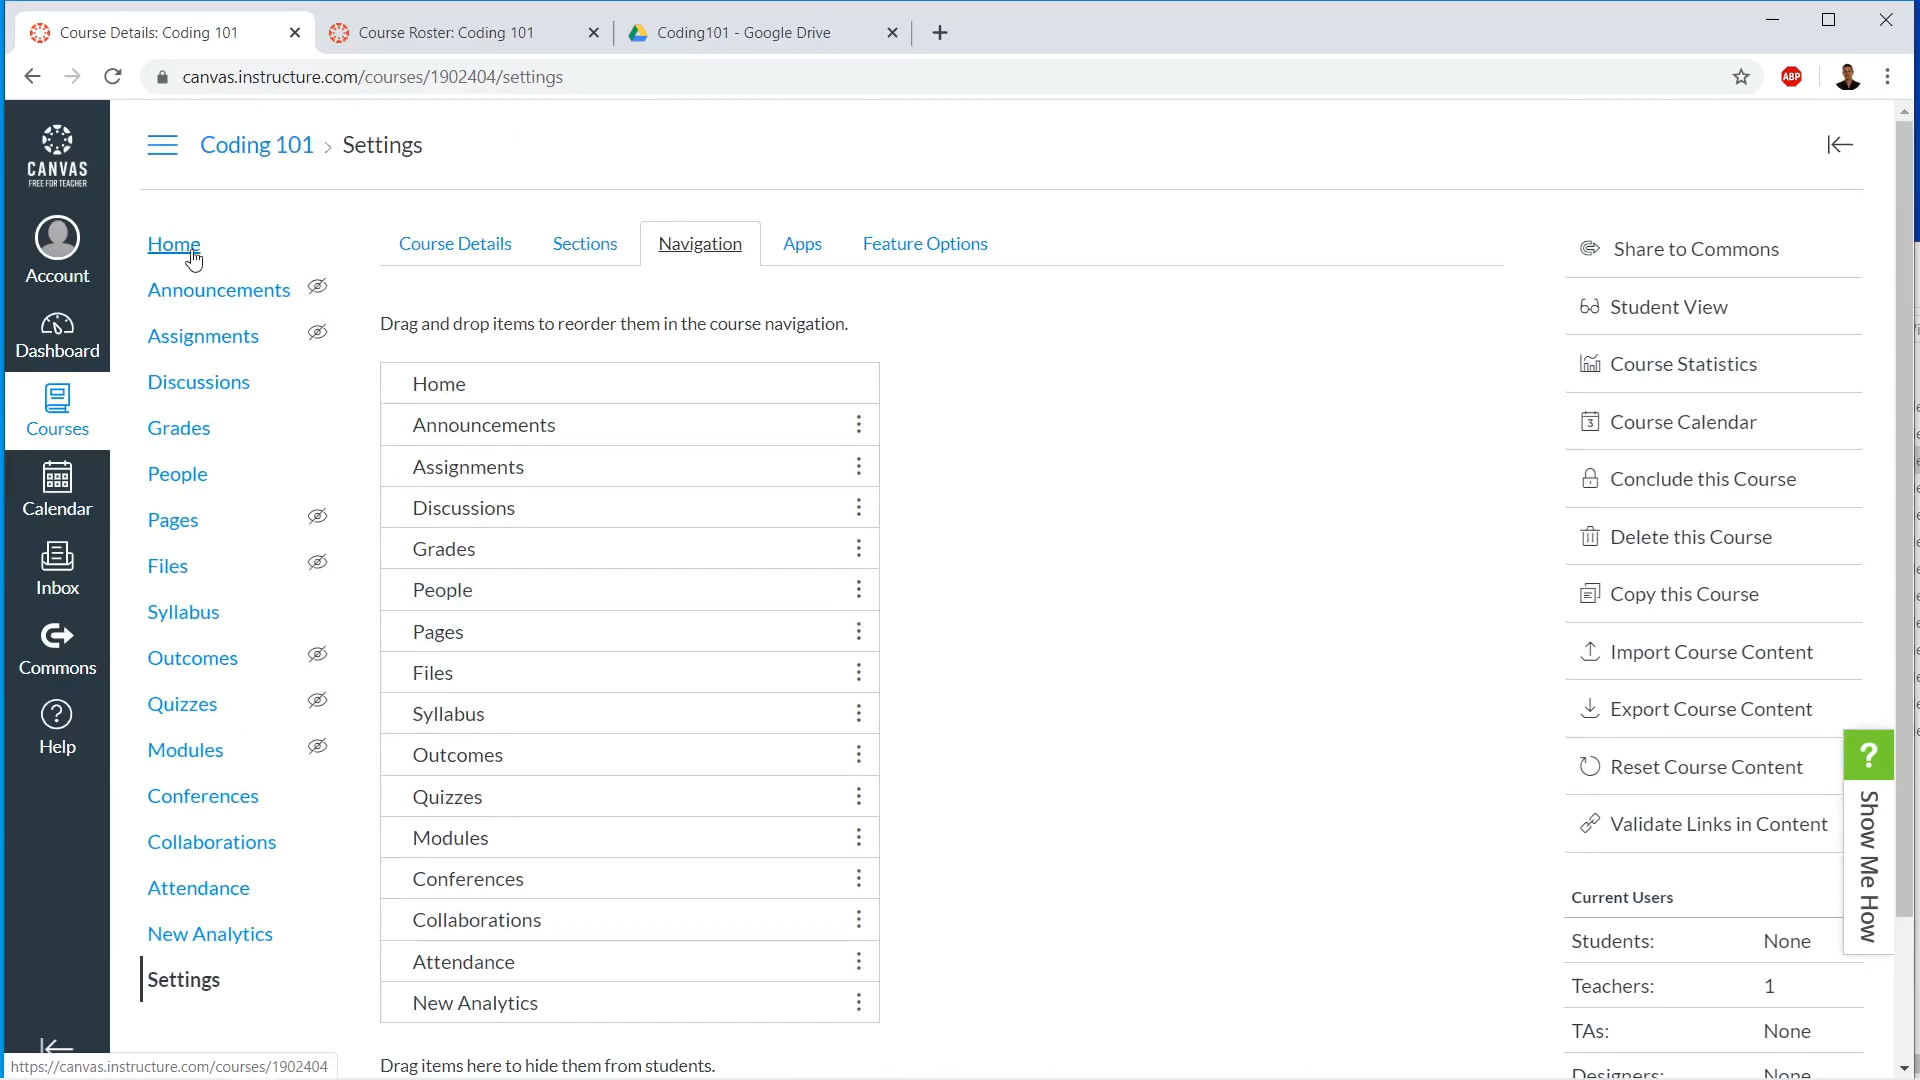 Course Details: Coding 101
Course Roster: Coding 101
Coding101 - Google Drive
canvas.instructure.com/courses/1902404/settings
ABP
CANVAS
FREE FOR TEACHER
Account
Dashboard
Courses
Calendar
Inbox
Commons
Help
Coding 101 > Settings
Home
Announcements
Assignments
Discussions
Grades
People
Pages
Files
Syllabus
Outcomes
Quizzes
Modules
Conferences
Collaborations
Attendance
New Analytics
Settings
Course Details
Sections
Navigation
Apps
Feature Options
Drag and drop items to reorder them in the course navigation.
Home
Announcements
Assignments
Discussions
Grades
People
Pages
Files
Syllabus
Outcomes
Quizzes
Modules
Conferences
Collaborations
Attendance
New Analytics
Drag items here to hide them from students.
Share to Commons
Student View
Course Statistics
3 Course Calendar
Conclude this Course
Delete this Course
Copy this Course
Import Course Content
Export Course Content
Reset Course Content
Validate Links in Content
? Show Me How
Current Users
Students: None
Teachers: 1
TAs: None
Designers: None
https://canvas.instructure.com/courses/1902404